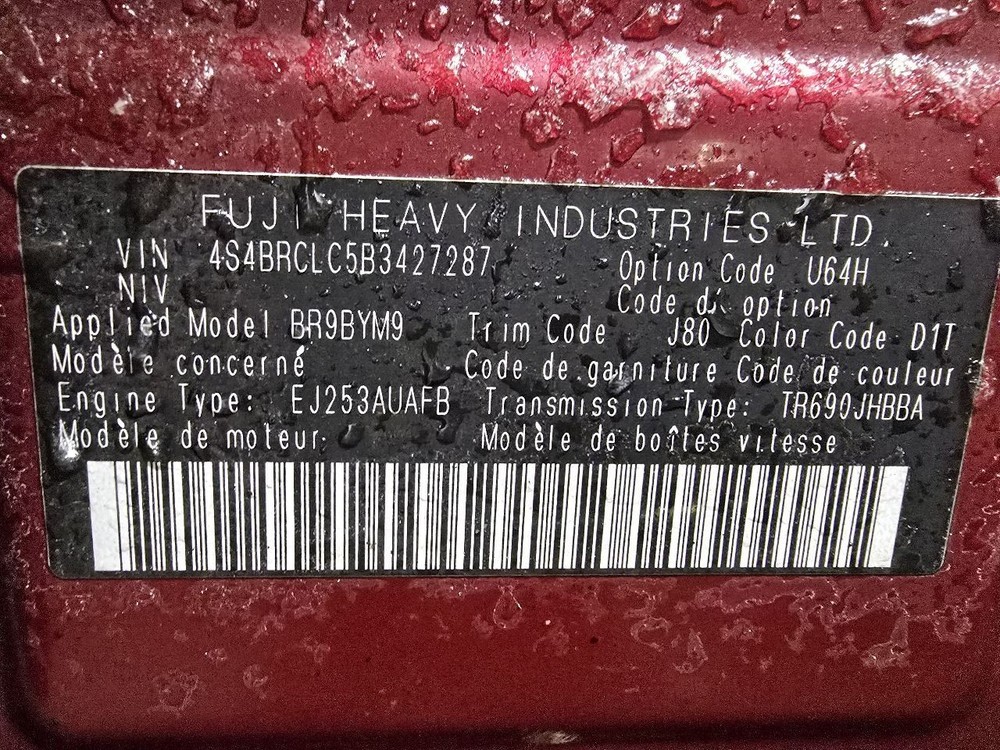 FUJI HEAVY INDUSTRIES LTD.
VIN 4S4BRCLC5B3427287 Option Code U64H
NIV Code d' option
Applied Model BR9BYM9 Trim Code J80 Color Code D1T
Modèle concerné Code de garniture Code de couleur
Engine Type: EJ253AUAFB Transmission Type: TR690JHBBA
Modèle de moteur Modèle de boîtes vitesse